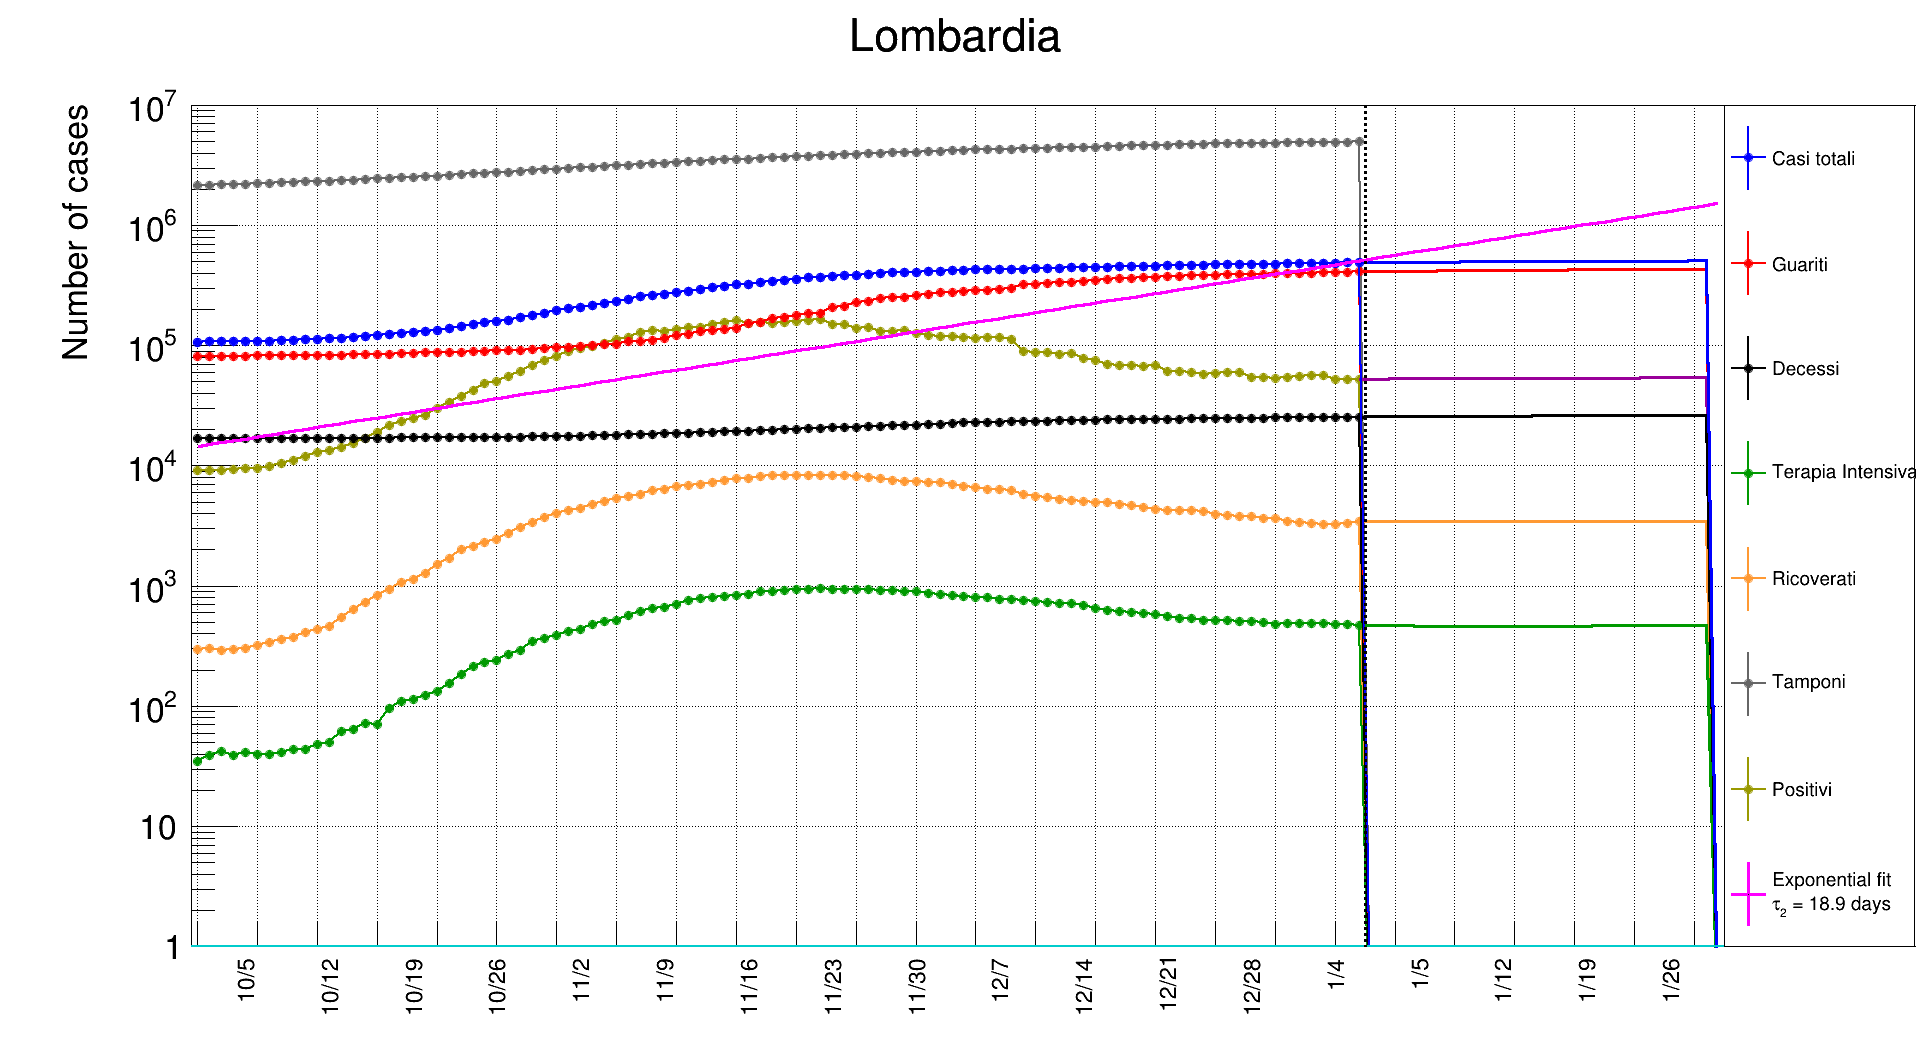 Lombardia
Number of cases
10^7
10^6
10^5
10^4
10^3
10^2
10
1
10/5
10/12
10/19
10/26
11/2
11/9
11/16
11/23
11/30
12/7
12/14
12/21
12/28
1/4
1/5
1/12
1/19
1/26
Casi totali
Guariti
Decessi
Terapia Intensiva
Ricoverati
Tamponi
Positivi
Exponential fit
τ_2 = 18.9 days